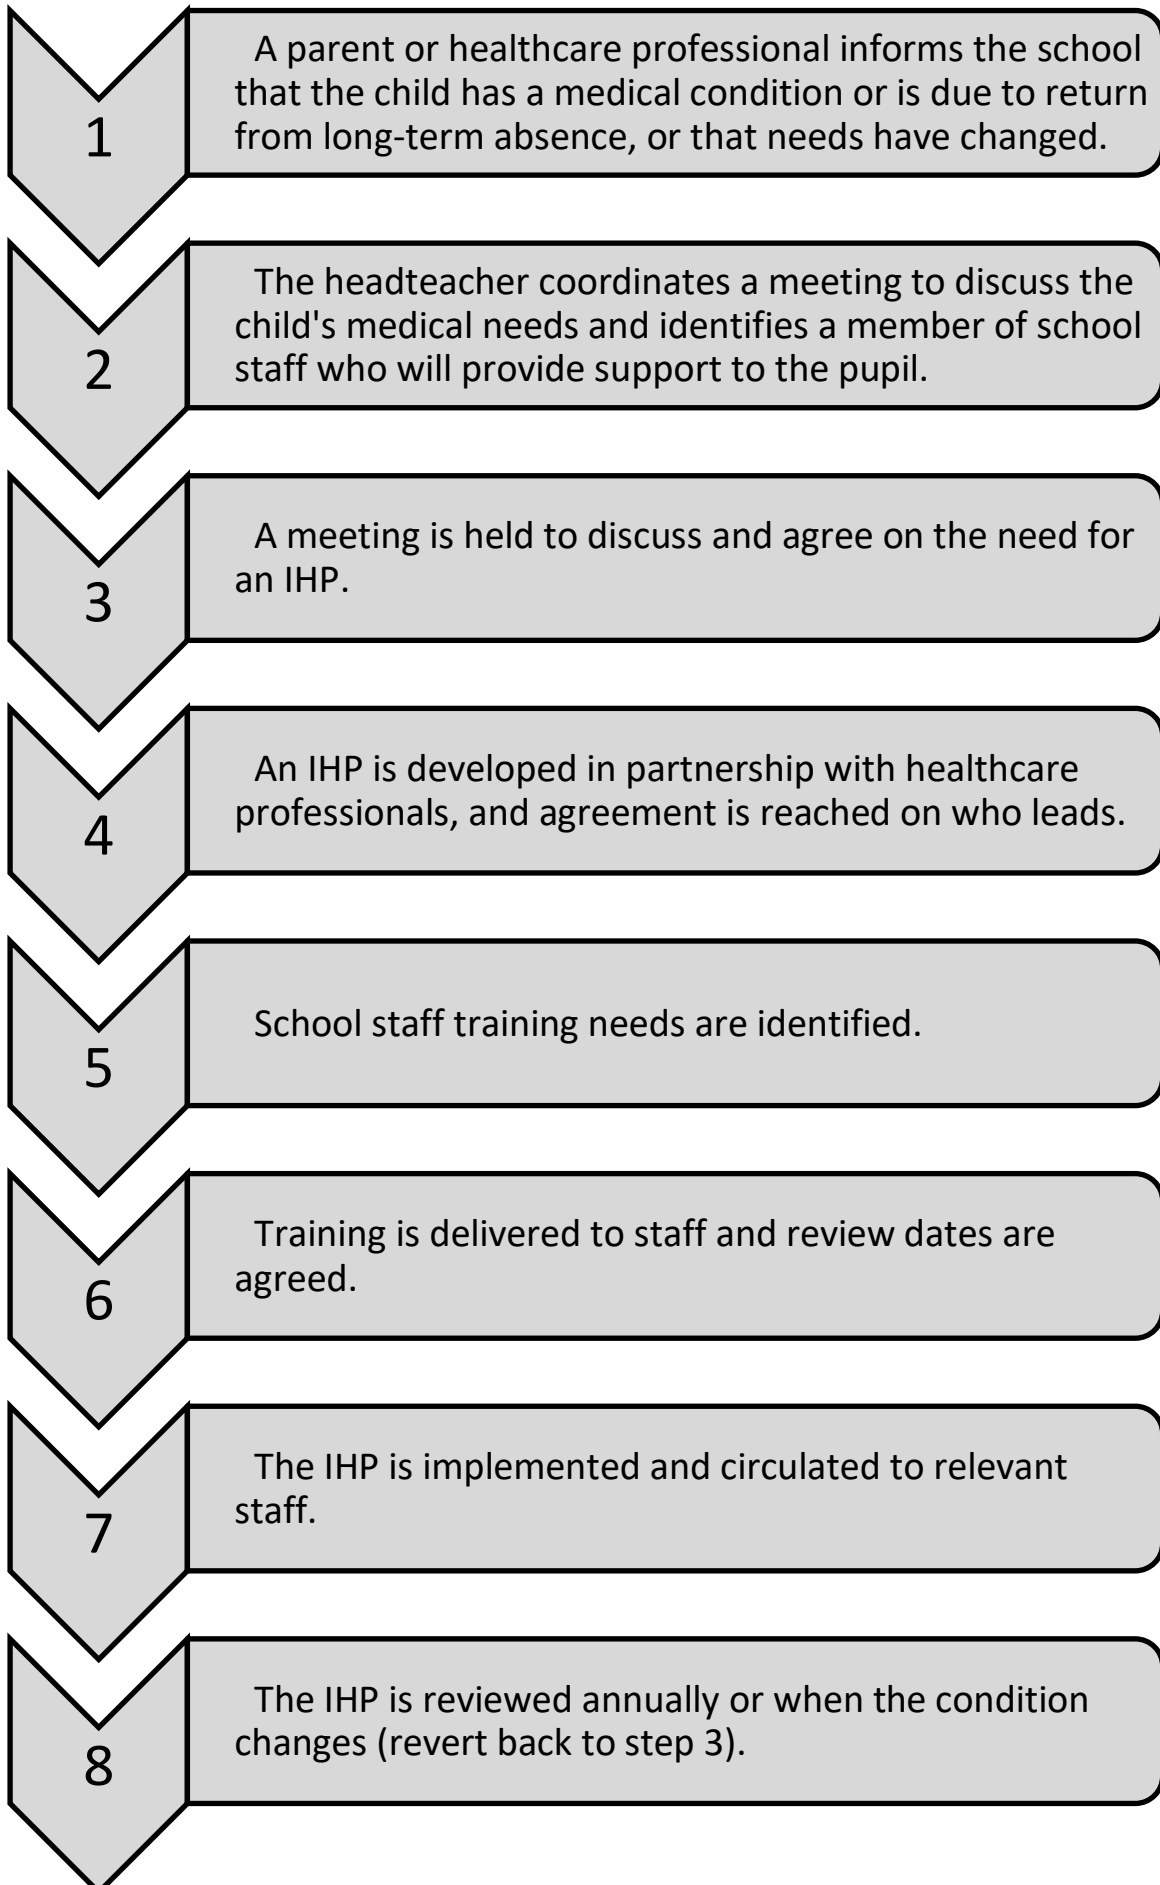 1
A parent or healthcare professional informs the school
that the child has a medical condition or is due to return
from long-term absence, or that needs have changed.
2
The headteacher coordinates a meeting to discuss the
child's medical needs and identifies a member of school
staff who will provide support to the pupil.
3
A meeting is held to discuss and agree on the need for
an IHP.
4
An IHP is developed in partnership with healthcare
professionals, and agreement is reached on who leads.
5
School staff training needs are identified.
6
Training is delivered to staff and review dates are
agreed.
7
The IHP is implemented and circulated to relevant
staff.
8
The IHP is reviewed annually or when the condition
changes (revert back to step 3).